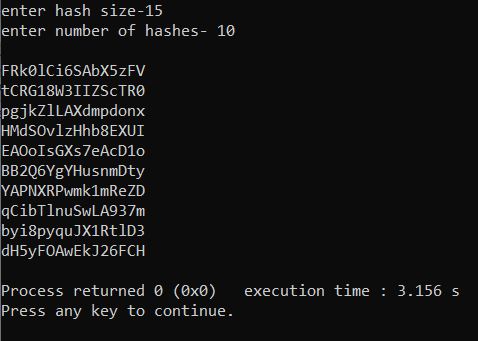 enter hash size-15
enter number of hashes- 10
FRk0lCi6SAbX5zFV
tCRG18W3IIZScTR0
pgjkZlLAXdmpdonx
HMdSOvlzHhb8EXUI
EAOoIsGXs7eAcD1o
BB2Q6YgYHusnmDty
YAPNXRPwmk1mReZD
qCibTlnuSwLA937m
byi8pyquJX1RtlD3
dH5yFOAwEkJ26FCH
Process returned 0 (0x0)   execution time : 3.156 s
Press any key to continue.